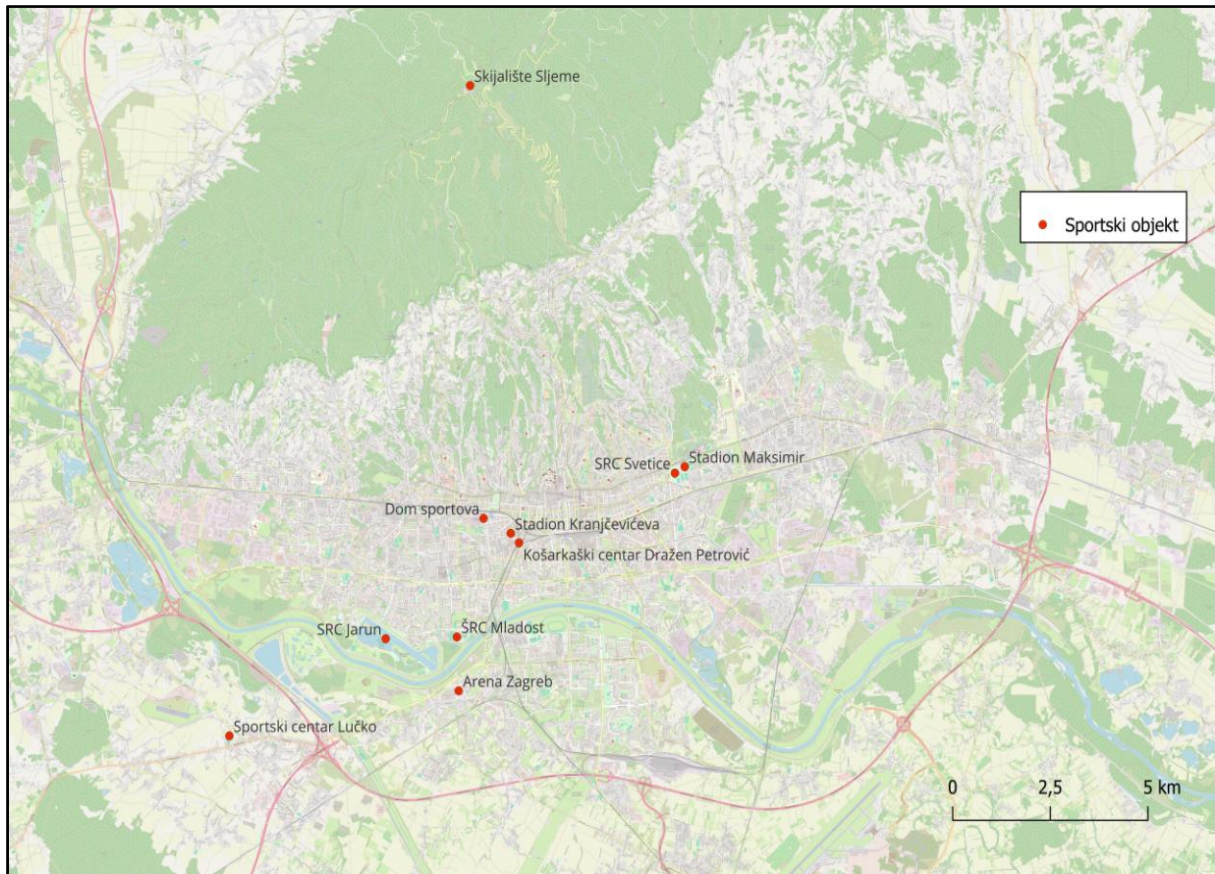 Skijalište Sljeme
Sportski objekt
SRC Svetice
Stadion Maksimir
Dom sportova
Stadion Kranjčevićeva
Košarkaški centar Dražen Petrović
SRC Jarun
ŠRC Mladost
Arena Zagreb
Sportski centar Lučko
0 2,5 5 km